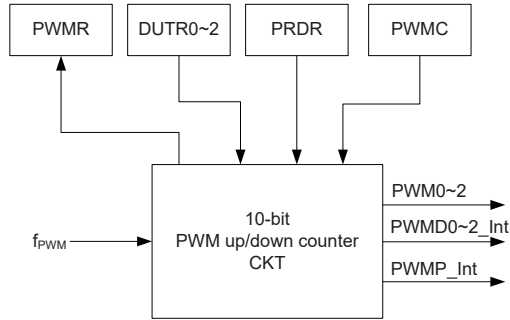 PWMR
DUTR0~2
PRDR
PWMC
10-bit
PWM up/down counter
CKT
fPWM
PWM0~2
PWMD0~2_Int
PWMP_Int